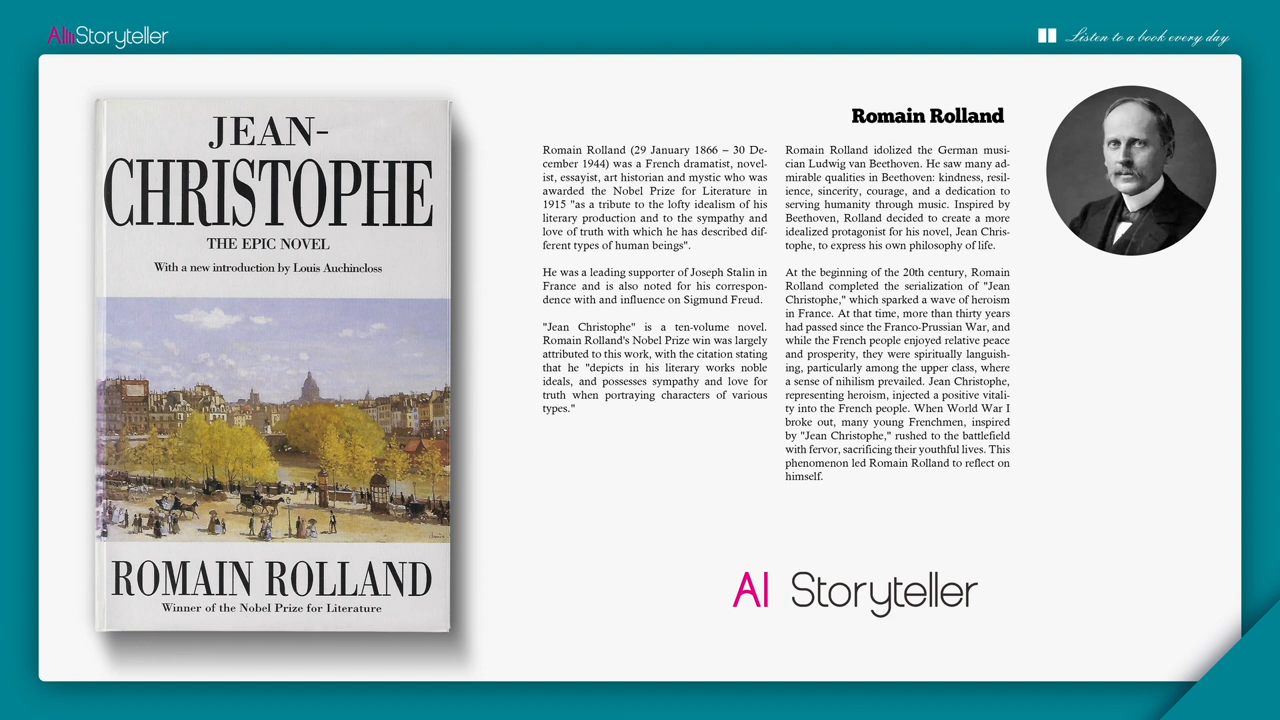 AI Storyteller
Listen to a book every day
JEAN-
CHRISTOPHE
THE EPIC NOVEL
With a new introduction by Louis Auchincloss
ROMAIN ROLLAND
Winner of the Nobel Prize for Literature
Romain Rolland
Romain Rolland (29 January 1866 – 30 De-
cember 1944) was a French dramatist, novel-
ist, essayist, art historian and mystic who was
awarded the Nobel Prize for Literature in
1915 "as a tribute to the lofty idealism of his
literary production and to the sympathy and
love of truth with which he has described dif-
ferent types of human beings".
He was a leading supporter of Joseph Stalin in
France and is also noted for his correspon-
dence with and influence on Sigmund Freud.
"Jean Christophe" is a ten-volume novel.
Romain Rolland's Nobel Prize win was largely
attributed to this work, with the citation stating
that he "depicts in his literary works noble
ideals, and possesses sympathy and love for
truth when portraying characters of various
types."
Romain Rolland idolized the German musi-
cian Ludwig van Beethoven. He saw many ad-
mirable qualities in Beethoven: kindness, resil-
ience, sincerity, courage, and a dedication to
serving humanity through music. Inspired by
Beethoven, Rolland decided to create a more
idealized protagonist for his novel, Jean Chris-
tophe, to express his own philosophy of life.
At the beginning of the 20th century, Romain
Rolland completed the serialization of "Jean
Christophe," which sparked a wave of heroism
in France. At that time, more than thirty years
had passed since the Franco-Prussian War, and
while the French people enjoyed relative peace
and prosperity, they were spiritually languish-
ing, particularly among the upper class, where
a sense of nihilism prevailed. Jean Christophe,
representing heroism, injected a positive vitali-
ty into the French people. When World War I
broke out, many young Frenchmen, inspired
by "Jean Christophe," rushed to the battlefield
with fervor, sacrificing their youthful lives. This
phenomenon led Romain Rolland to reflect on
himself.
AI Storyteller